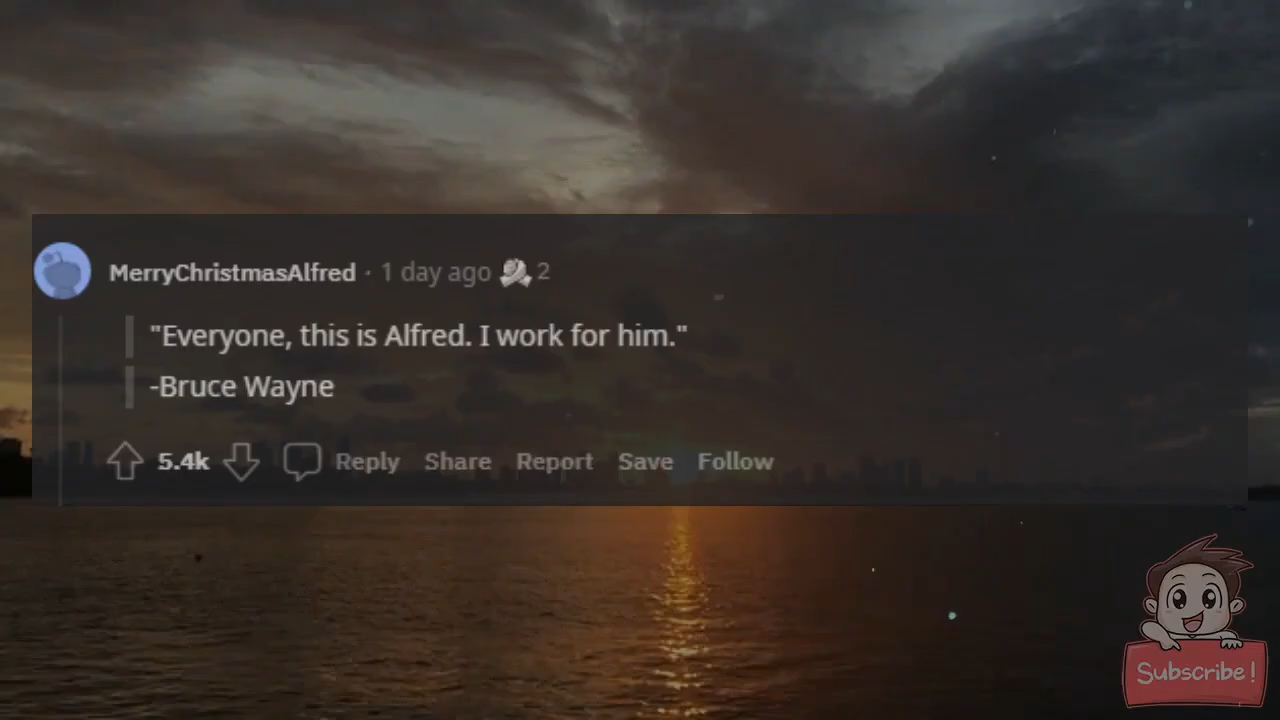 MerryChristmasAlfred · 1 day ago 2
"Everyone, this is Alfred. I work for him."
-Bruce Wayne
5.4k Reply Share Report Save Follow
Subscribe!